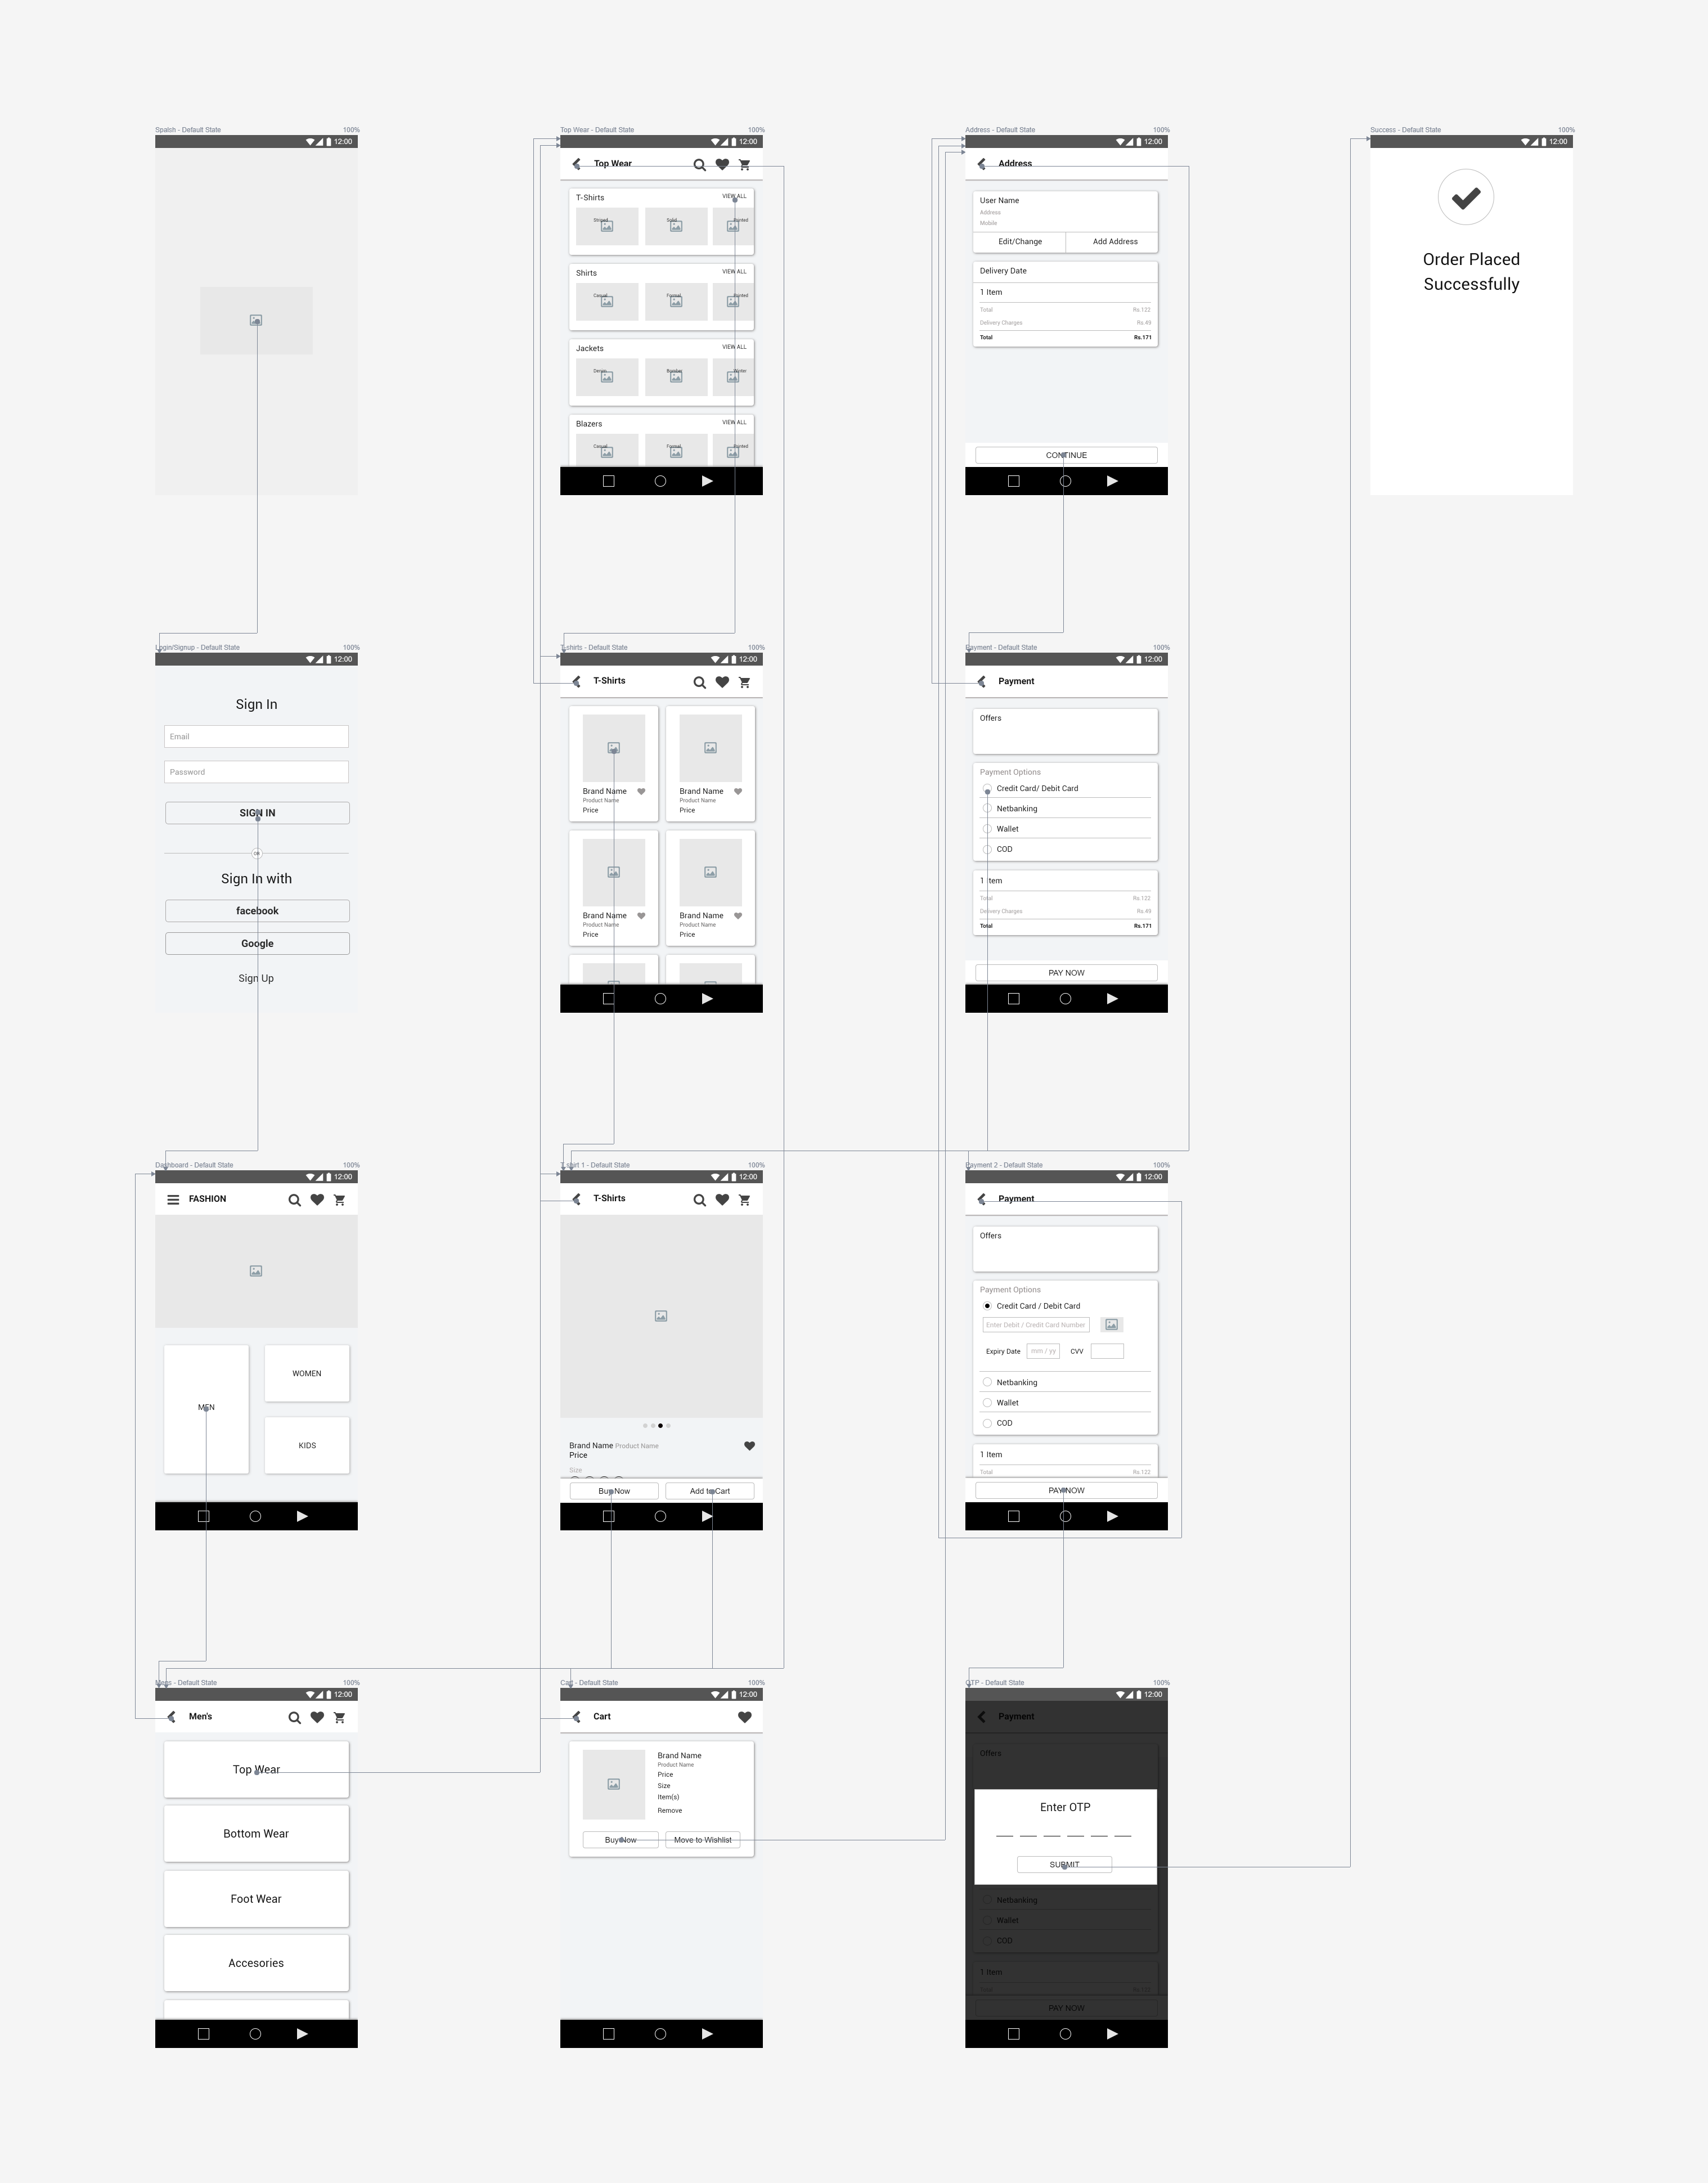 Spalsh - Default State 100%
12:00
Login/Signup - Default State 100%
12:00
Sign In
Email
Password
SIGN IN
OR
Sign In with
facebook
Google
Sign Up
Dashboard - Default State 100%
12:00
FASHION
MEN
WOMEN
KIDS
Mens - Default State 100%
12:00
Men's
Top Wear
Bottom Wear
Foot Wear
Accesories
Top Wear - Default State 100%
12:00
Top Wear
T-Shirts VIEW ALL
Striped Solid Printed
Shirts VIEW ALL
Casual Formal Printed
Jackets VIEW ALL
Denim Bomber Winter
Blazers VIEW ALL
Casual Formal Printed
T-shirts - Default State 100%
12:00
T-Shirts
Brand Name
Product Name
Price
Brand Name
Product Name
Price
Brand Name
Product Name
Price
Brand Name
Product Name
Price
T-shirt 1 - Default State 100%
12:00
T-Shirts
Brand Name Product Name
Price
Size
Buy Now Add to Cart
Cart - Default State 100%
12:00
Cart
Brand Name
Product Name
Price
Size
Item(s)
Remove
Buy Now Move to Wishlist
Address - Default State 100%
12:00
Address
User Name
Address
Mobile
Edit/Change Add Address
Delivery Date
1 Item
Total Rs.122
Delivery Charges Rs.49
Total Rs.171
CONTINUE
Payment - Default State 100%
12:00
Payment
Offers
Payment Options
Credit Card/ Debit Card
Netbanking
Wallet
COD
1 Item
Total Rs.122
Delivery Charges Rs.49
Total Rs.171
PAY NOW
Payment 2 - Default State 100%
12:00
Payment
Offers
Payment Options
Credit Card / Debit Card
Enter Debit / Credit Card Number
Expiry Date mm / yy CVV
Netbanking
Wallet
COD
1 Item
Total Rs.122
PAY NOW
OTP - Default State 100%
12:00
Payment
Offers
Enter OTP
SUBMIT
Netbanking
Wallet
COD
1 Item
Total Rs.122
PAY NOW
Success - Default State 100%
12:00
Order Placed
Successfully